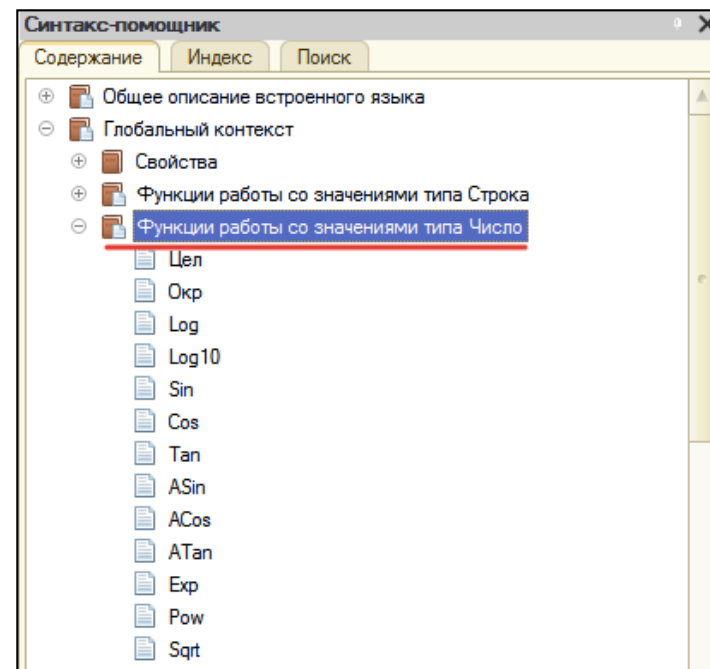 Синтакс-помощник
Содержание Индекс Поиск
Общее описание встроенного языка
Глобальный контекст
Свойства
Функции работы со значениями типа Строка
Функции работы со значениями типа Число
Цел
Окр
Log
Log10
Sin
Cos
Tan
ASin
ACos
ATan
Exp
Pow
Sqrt